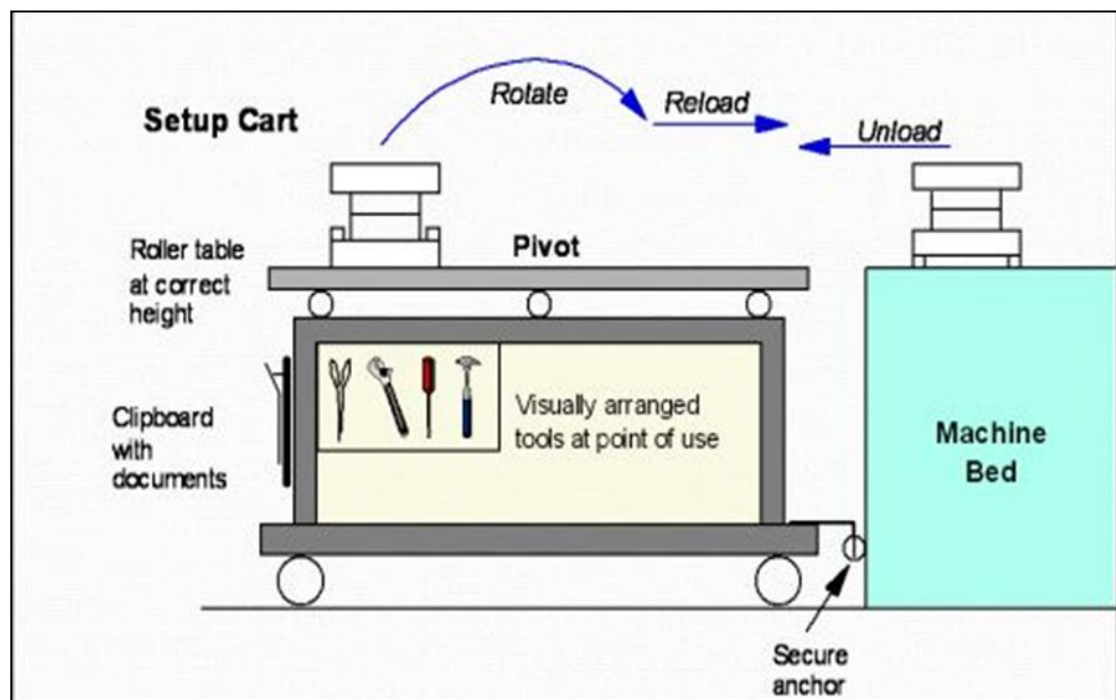 Rotate
Reload
Unload
Setup Cart
Roller table
at correct
height
Pivot
Clipboard
with
documents
Visually arranged
tools at point of use
Machine
Bed
Secure
anchor